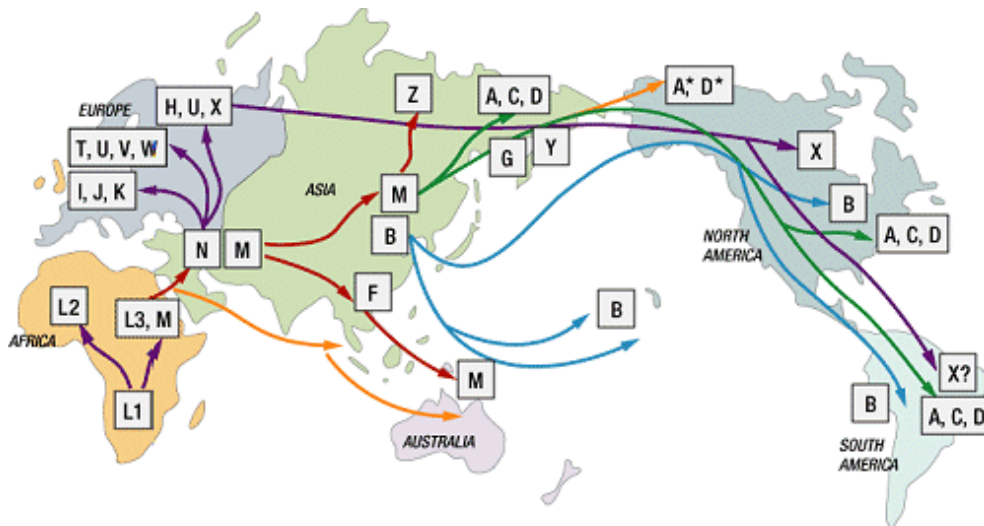 EUROPE
H, U, X
T, U, V, W
I, J, K
N
M
AFRICA
L2
L3, M
L1
ASIA
Z
A, C, D
M
G
Y
B
F
M
AUSTRALIA
B
A,* D*
X
B
NORTH
AMERICA
A, C, D
X?
B
A, C, D
SOUTH
AMERICA